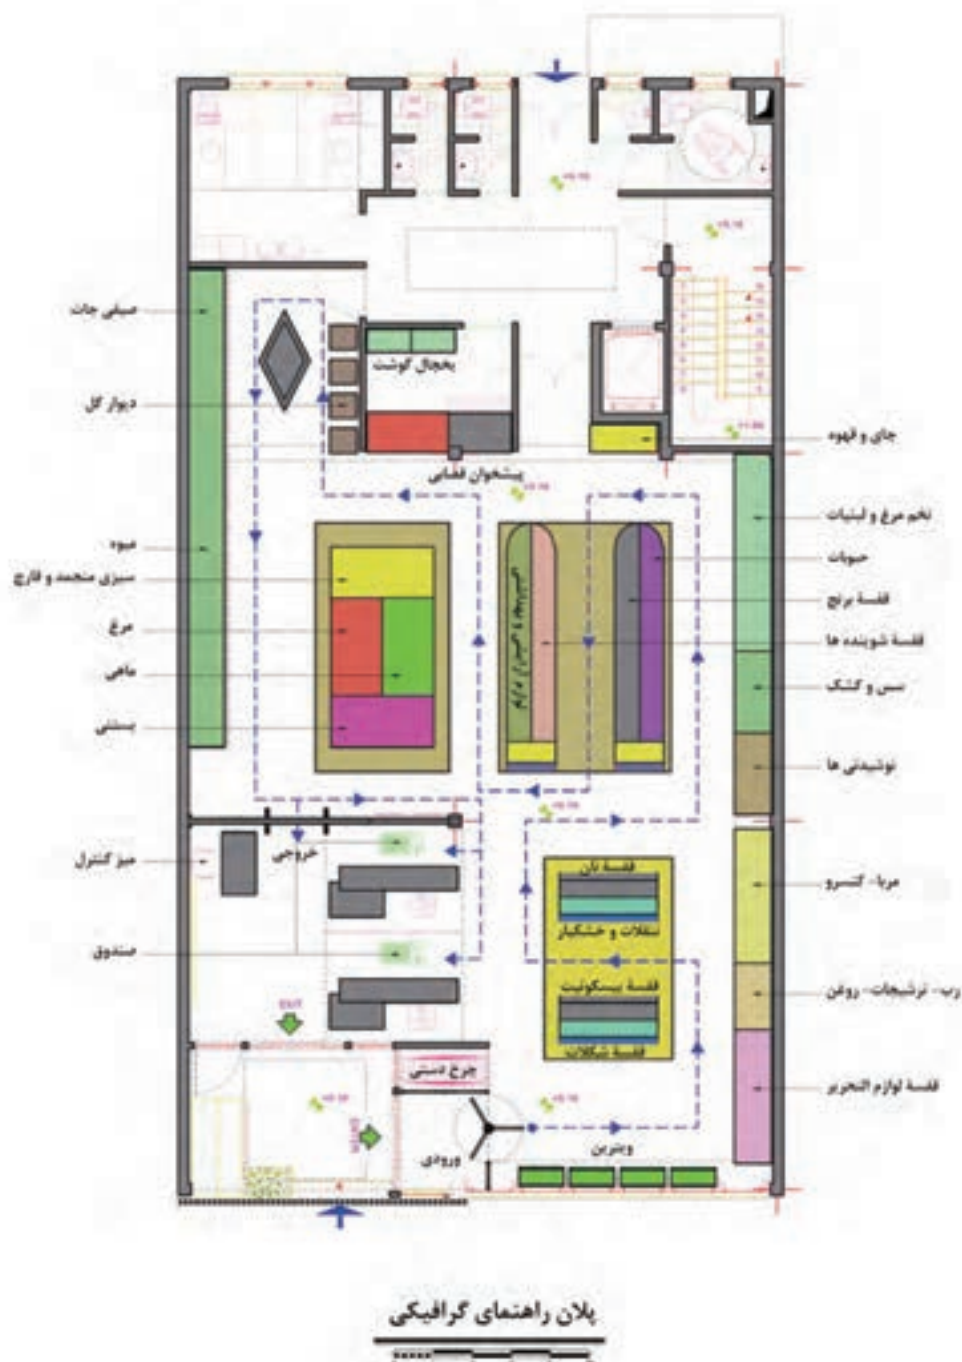 صیفی جات
دیوار گل
یخچال گوشت
پیشخوان قصابی
چای و قهوه
تخم مرغ و لبنیات
حبوبات
قفسهٔ برنج
قفسهٔ شوینده ها
سس و کشک
نوشیدنی ها
میوه
سبزی منجمد و قارچ
مرغ
ماهی
بستنی
میز کنترل
خروجی
صندوق
قفسهٔ نان
تنقلات و خشکبار
قفسهٔ بیسکوئیت
قفسهٔ شکلات
مربا- کنسرو
رب- ترشیجات- روغن
قفسهٔ لوازم التحریر
EXIT
چرخ دستی
ENTER
ورودی
ویترین
پلان راهنمای گرافیکی